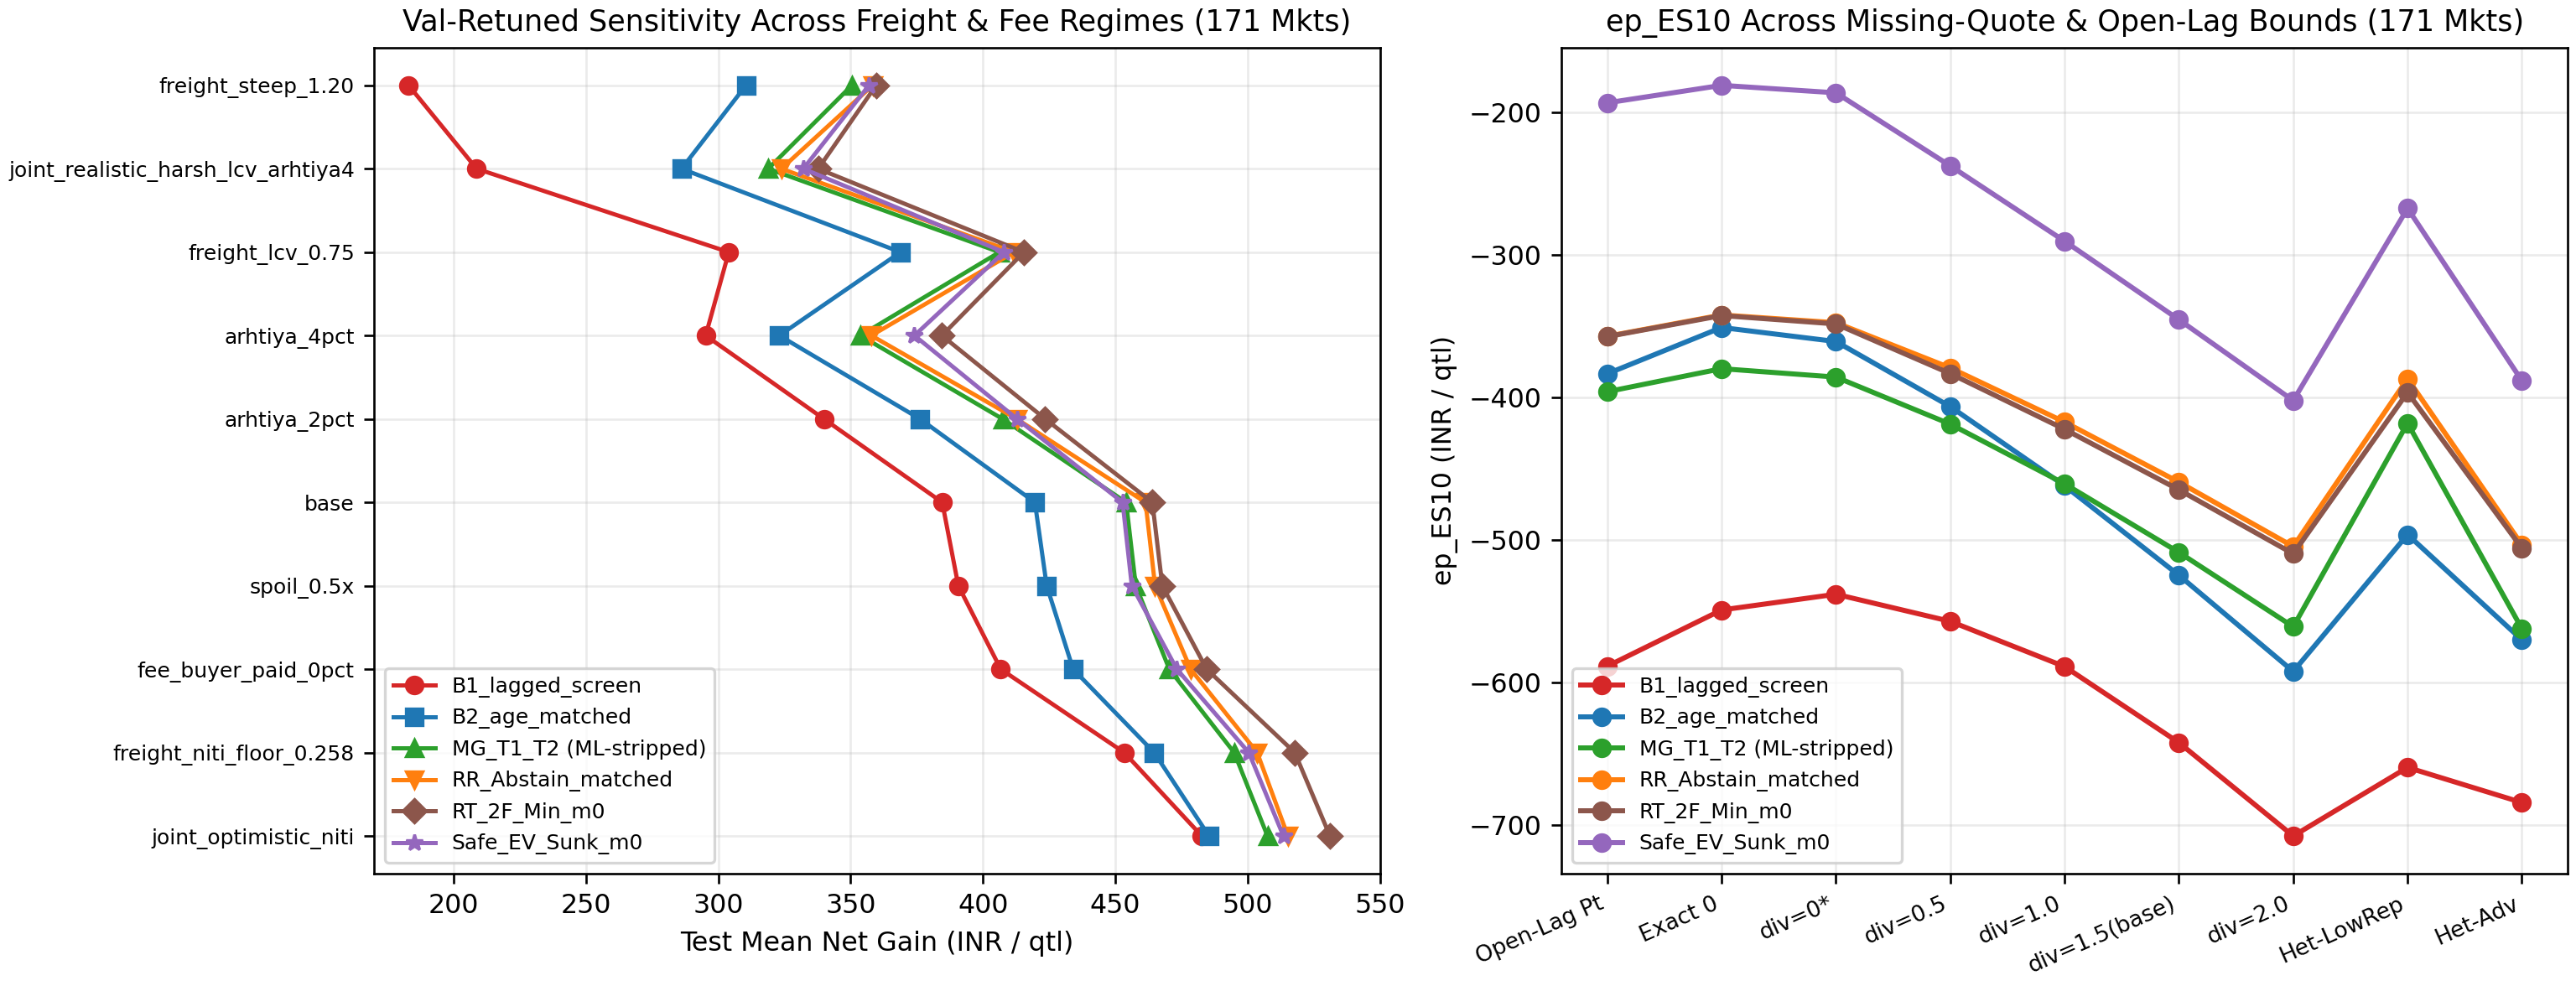 Val-Retuned Sensitivity Across Freight & Fee Regimes (171 Mkts)
freight_steep_1.20
joint_realistic_harsh_lcv_arhtiya4
freight_lcv_0.75
arhtiya_4pct
arhtiya_2pct
base
spoil_0.5x
fee_buyer_paid_0pct
freight_niti_floor_0.258
joint_optimistic_niti
B1_lagged_screen
B2_age_matched
MG_T1_T2 (ML-stripped)
RR_Abstain_matched
RT_2F_Min_m0
Safe_EV_Sunk_m0
200 250 300 350 400 450 500 550
Test Mean Net Gain (INR / qtl)
ep_ES10 Across Missing-Quote & Open-Lag Bounds (171 Mkts)
ep_ES10 (INR / qtl)
−200
−300
−400
−500
−600
−700
B1_lagged_screen
B2_age_matched
MG_T1_T2 (ML-stripped)
RR_Abstain_matched
RT_2F_Min_m0
Safe_EV_Sunk_m0
Open-Lag Pt
Exact 0
div=0*
div=0.5
div=1.0
div=1.5(base)
div=2.0
Het-LowRep
Het-Adv